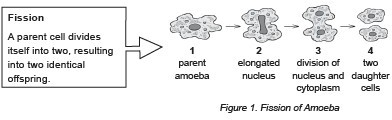 Fission
A parent cell divides
itself into two, resulting
into two identical
offspring.
1
parent
amoeba
2
elongated
nucleus
3
division of
nucleus and
cytoplasm
4
two
daughter
cells
Figure 1. Fission of Amoeba